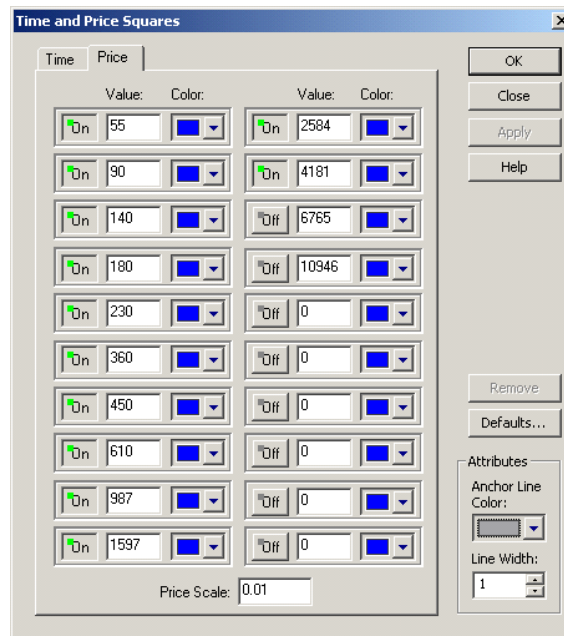 Time and Price Squares
Time Price
Value: Color: Value: Color:
On 55 On 2584
On 90 On 4181
On 140 Off 6765
On 180 Off 10946
On 230 Off 0
On 360 Off 0
On 450 Off 0
On 610 Off 0
On 987 Off 0
On 1597 Off 0
Price Scale: 0.01
OK
Close
Apply
Help
Remove
Defaults...
Attributes
Anchor Line
Color:
Line Width:
1